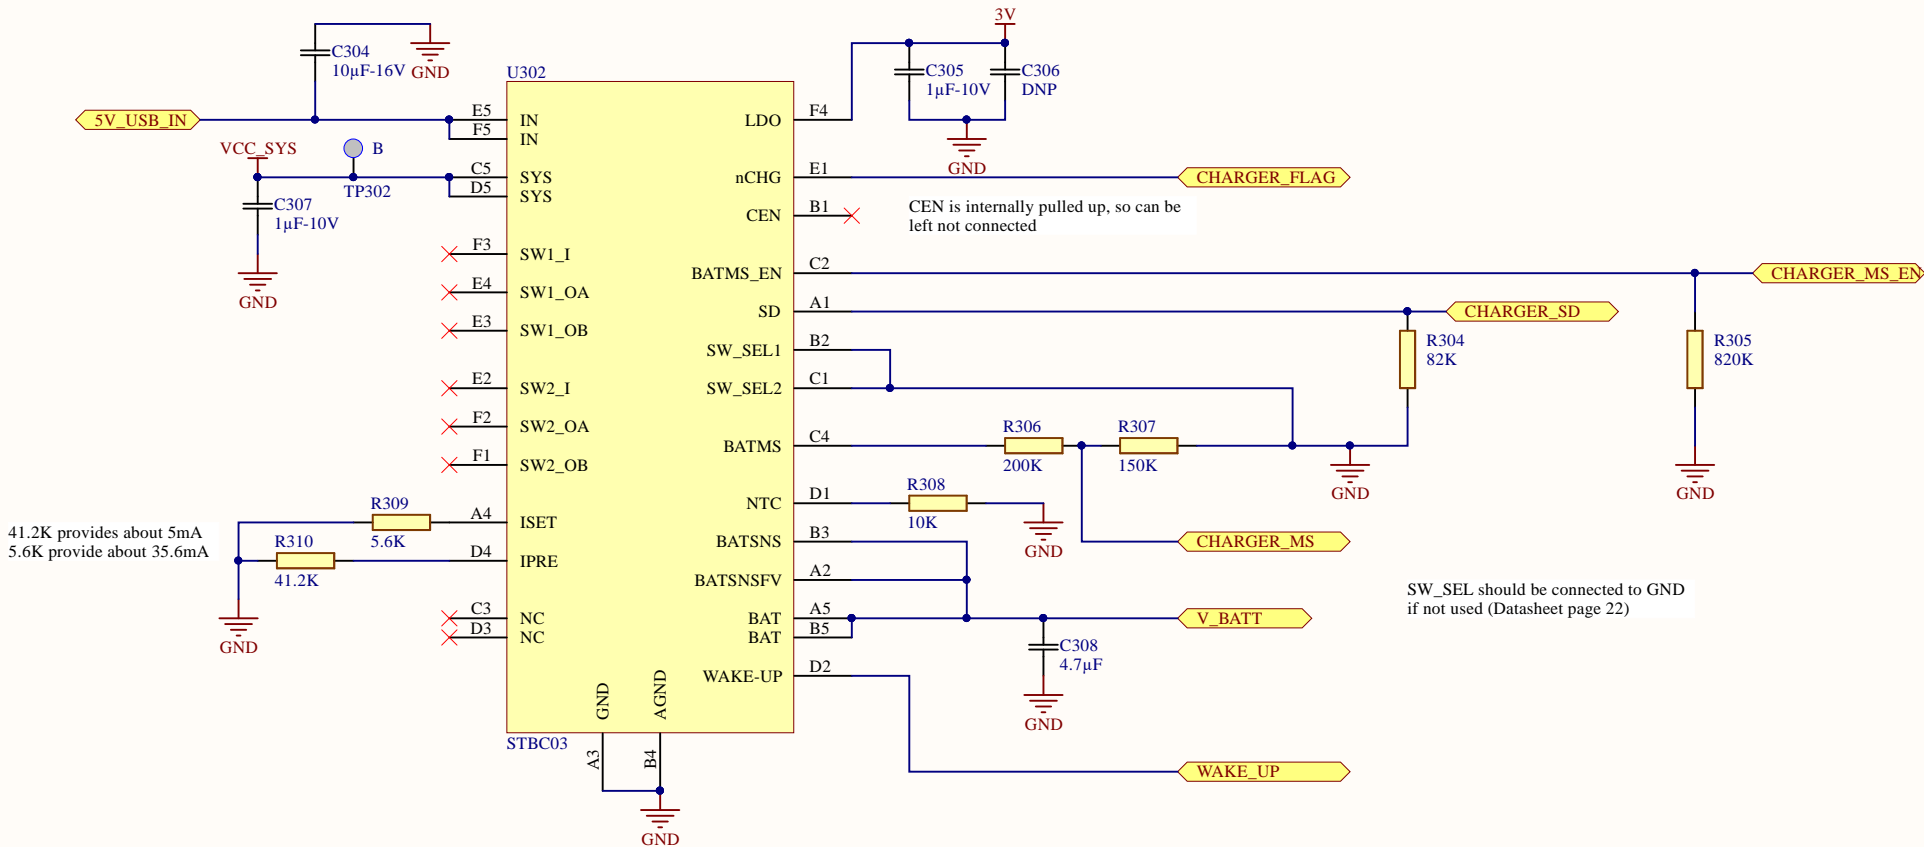 3V
C304
10µF-16V
GND
C305
1µF-10V
C306
DNP
U302
5V_USB_IN
E5
IN
F5
IN
LDO
F4
GND
VCC_SYS
B
TP302
C5
SYS
D5
SYS
nCHG
E1
CHARGER_FLAG
C307
1µF-10V
GND
CEN
B1
CEN is internally pulled up, so can be
left not connected
F3
SW1_I
E4
SW1_OA
E3
SW1_OB
BATMS_EN
C2
CHARGER_MS_EN
SD
A1
CHARGER_SD
R304
82K
R305
820K
SW_SEL1
B2
SW_SEL2
C1
E2
SW2_I
F2
SW2_OA
F1
SW2_OB
BATMS
C4
R306
200K
R307
150K
GND
GND
NTC
D1
R308
10K
GND
41.2K provides about 5mA
5.6K provide about 35.6mA
R309
5.6K
A4
ISET
R310
41.2K
D4
IPRE
GND
BATSNS
B3
CHARGER_MS
BATSNSFV
A2
SW_SEL should be connected to GND
if not used (Datasheet page 22)
C3
NC
D3
NC
BAT
A5
BAT
B5
V_BATT
C308
4.7µF
GND
WAKE-UP
D2
GND
AGND
STBC03
A3
B4
GND
WAKE_UP